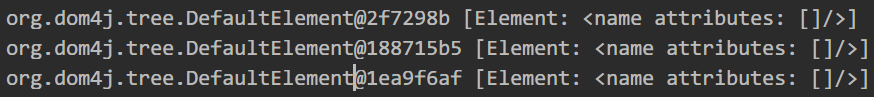 org.dom4j.tree.DefaultElement@2f7298b [Element: <name attributes: []/>]
org.dom4j.tree.DefaultElement@188715b5 [Element: <name attributes: []/>]
org.dom4j.tree.DefaultElement@1ea9f6af [Element: <name attributes: []/>]